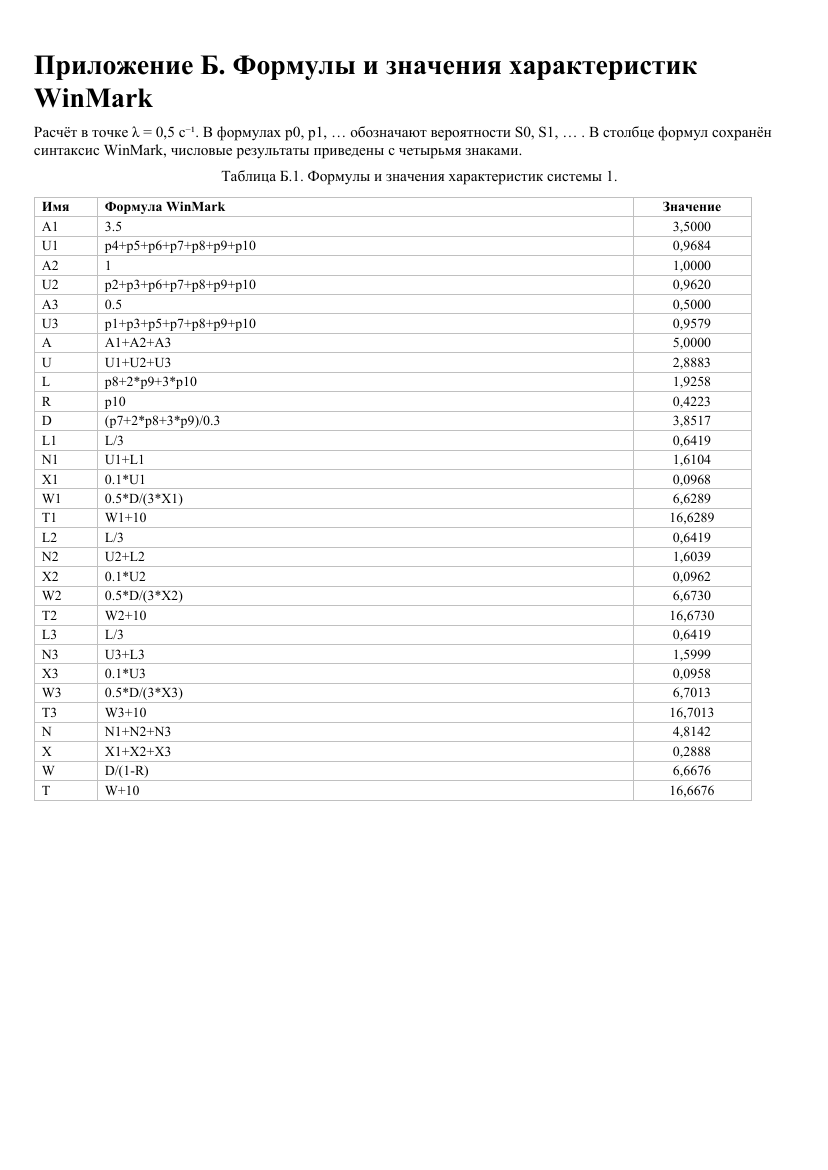 Приложение Б. Формулы и значения характеристик
WinMark
Расчёт в точке λ = 0,5 с⁻¹. В формулах p0, p1, … обозначают вероятности S0, S1, … . В столбце формул сохранён
синтаксис WinMark, числовые результаты приведены с четырьмя знаками.
Таблица Б.1. Формулы и значения характеристик системы 1.
Имя Формула WinMark Значение
A1 3.5 3,5000
U1 p4+p5+p6+p7+p8+p9+p10 0,9684
A2 1 1,0000
U2 p2+p3+p6+p7+p8+p9+p10 0,9620
A3 0.5 0,5000
U3 p1+p3+p5+p7+p8+p9+p10 0,9579
A A1+A2+A3 5,0000
U U1+U2+U3 2,8883
L p8+2*p9+3*p10 1,9258
R p10 0,4223
D (p7+2*p8+3*p9)/0.3 3,8517
L1 L/3 0,6419
N1 U1+L1 1,6104
X1 0.1*U1 0,0968
W1 0.5*D/(3*X1) 6,6289
T1 W1+10 16,6289
L2 L/3 0,6419
N2 U2+L2 1,6039
X2 0.1*U2 0,0962
W2 0.5*D/(3*X2) 6,6730
T2 W2+10 16,6730
L3 L/3 0,6419
N3 U3+L3 1,5999
X3 0.1*U3 0,0958
W3 0.5*D/(3*X3) 6,7013
T3 W3+10 16,7013
N N1+N2+N3 4,8142
X X1+X2+X3 0,2888
W D/(1-R) 6,6676
T W+10 16,6676